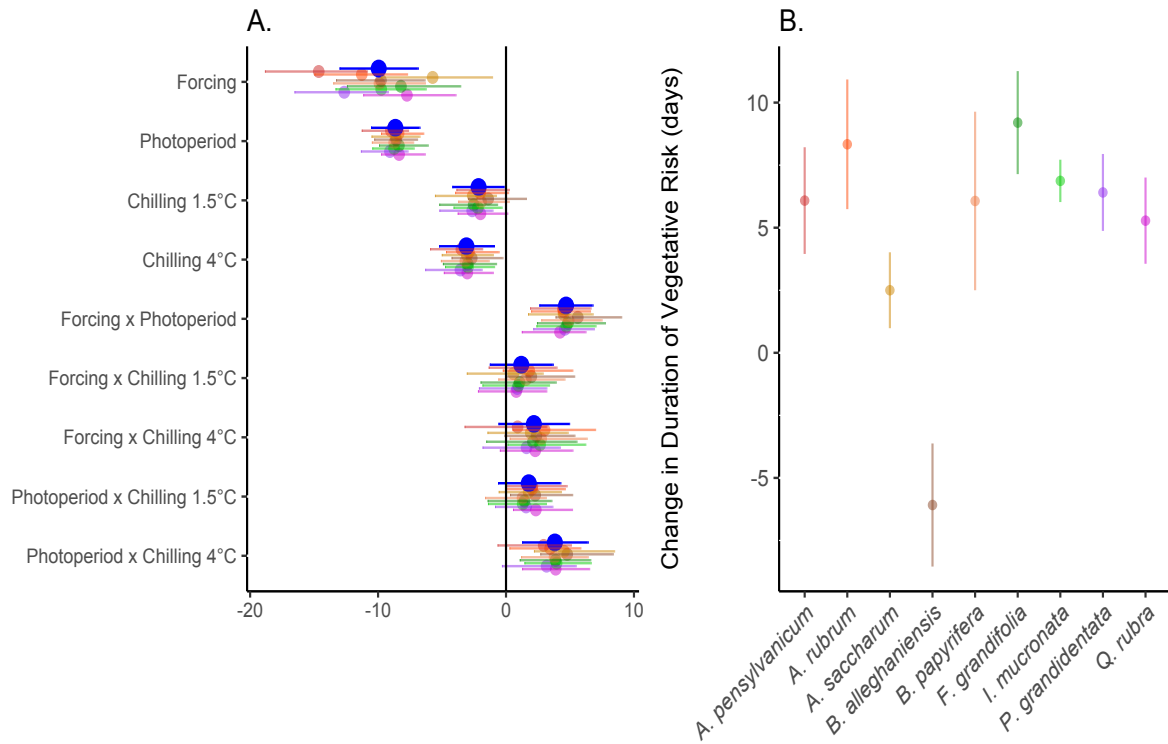 A.
Forcing
Photoperiod
Chilling 1.5°C
Chilling 4°C
Forcing x Photoperiod
Forcing x Chilling 1.5°C
Forcing x Chilling 4°C
Photoperiod x Chilling 1.5°C
Photoperiod x Chilling 4°C
-20
-10
0
10
B.
Change in Duration of Vegetative Risk (days)
10
5
0
-5
A. pensylvanicum
A. rubrum
A. saccharum
B. alleghaniensis
B. papyrifera
F. grandifolia
I. mucronata
P. grandidentata
Q. rubra